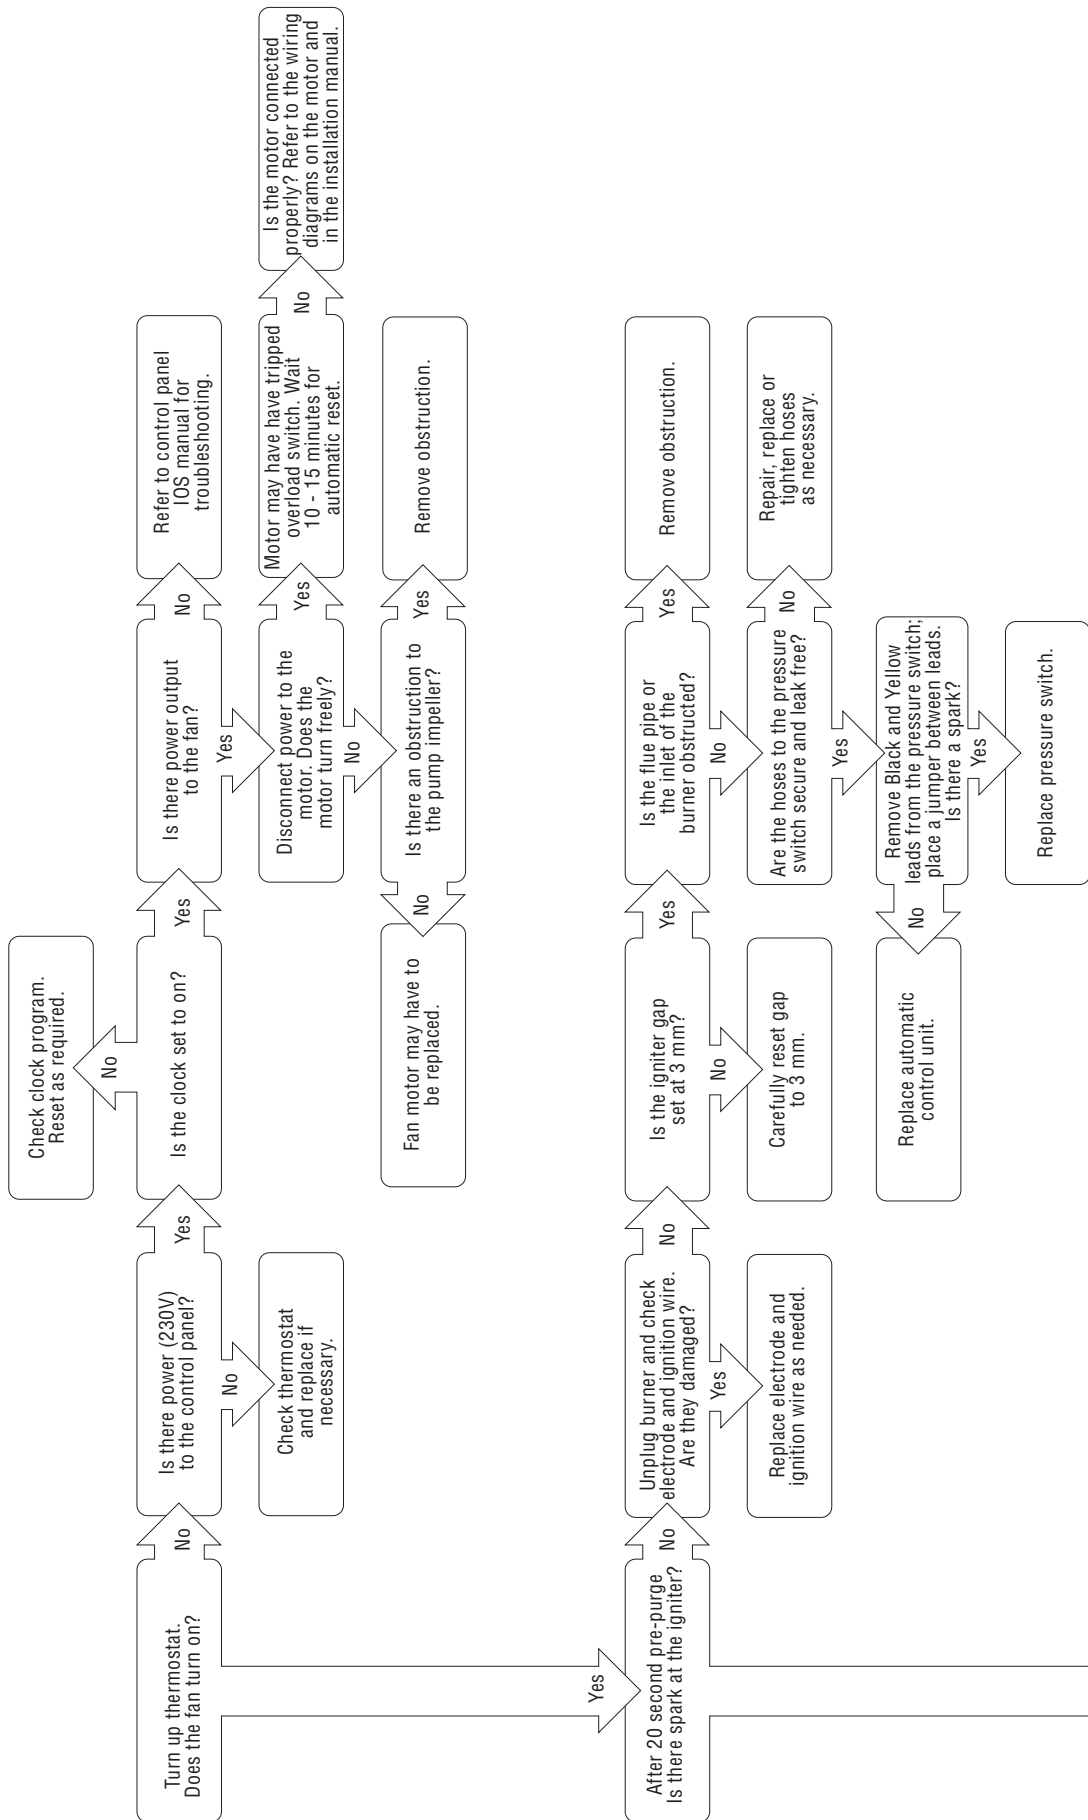 Turn up thermostat.
Does the fan turn on?
No
Is there power (230V)
to the control panel?
Yes
Is the clock set to on?
Yes
Is there power output
to the fan?
No
Refer to control panel
IOS manual for
troubleshooting.
No
Check clock program.
Reset as required.
No
Check thermostat
and replace if
necessary.
Yes
Disconnect power to the
motor. Does the
motor turn freely?
Yes
Motor may have have tripped
overload switch. Wait
10 - 15 minutes for
automatic reset.
No
Is the motor connected
properly? Refer to the wiring
diagrams on the motor and
in the installation manual.
No
Is there an obstruction to
the pump impeller?
Yes
Remove obstruction.
No
Fan motor may have to
be replaced.
Yes
After 20 second pre-purge
Is there spark at the igniter?
No
Unplug burner and check
electrode and ignition wire.
Are they damaged?
No
Is the igniter gap
set at 3 mm?
Yes
Is the flue pipe or
the inlet of the
burner obstructed?
Yes
Remove obstruction.
Yes
Replace electrode and
ignition wire as needed.
No
Carefully reset gap
to 3 mm.
No
Are the hoses to the pressure
switch secure and leak free?
No
Repair, replace or
tighten hoses
as necessary.
Yes
Remove Black and Yellow
leads from the pressure switch;
place a jumper between leads.
Is there a spark?
No
Replace automatic
control unit.
Yes
Replace pressure switch.